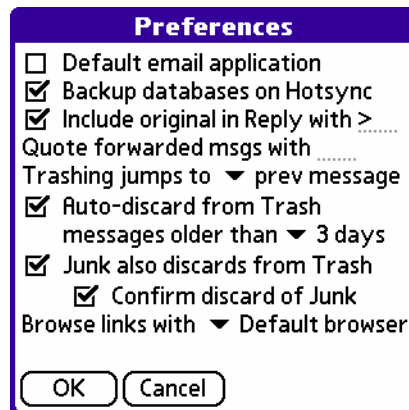 Preferences
Default email application
Backup databases on Hotsync
Include original in Reply with >
Quote forwarded msgs with
Trashing jumps to prev message
Auto-discard from Trash
messages older than 3 days
Junk also discards from Trash
Confirm discard of Junk
Browse links with Default browser
OK Cancel